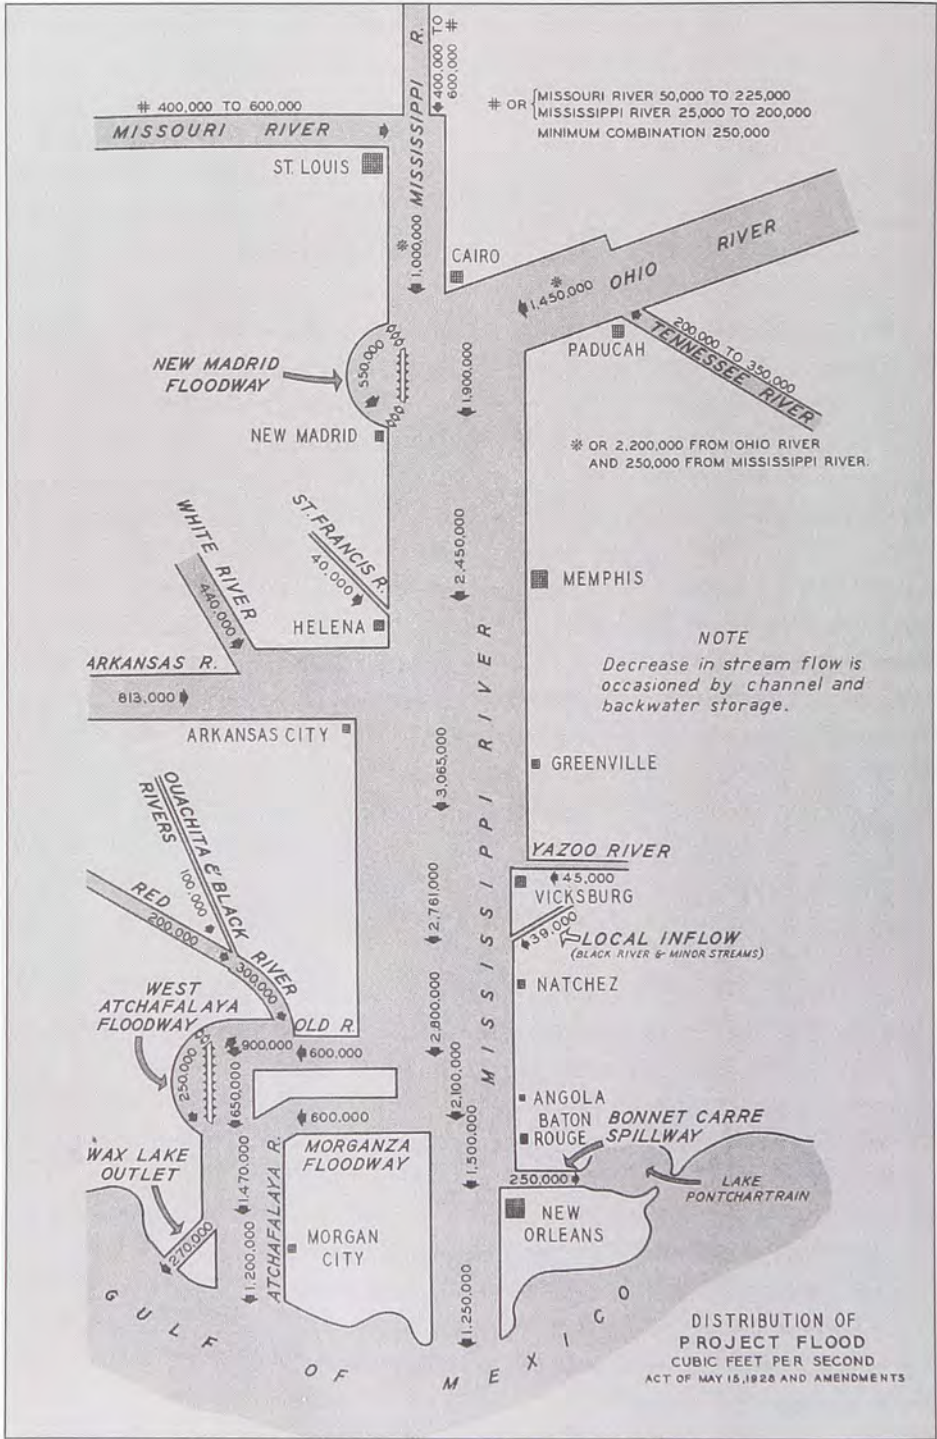 MISSISSIPPI R.
400,000 TO
600,000 #
# 400,000 TO 600,000
MISSOURI RIVER
# OR { MISSOURI RIVER 50,000 TO 225,000
MISSISSIPPI RIVER 25,000 TO 200,000
MINIMUM COMBINATION 250,000
ST. LOUIS
※ 1,000,000
CAIRO
※ 1,450,000
OHIO RIVER
PADUCAH
200,000 TO 350,000
TENNESSEE RIVER
NEW MADRID
FLOODWAY
550,000
1,900,000
NEW MADRID
※ OR 2,200,000 FROM OHIO RIVER
AND 250,000 FROM MISSISSIPPI RIVER.
WHITE RIVER
440,000
ST. FRANCIS R.
40,000
2,450,000
MEMPHIS
HELENA
NOTE
Decrease in stream flow is
occasioned by channel and
backwater storage.
ARKANSAS R.
813,000
ARKANSAS CITY
MISSISSIPPI RIVER
3,065,000
GREENVILLE
OUACHITA & BLACK
RIVERS
100,000
RED RIVER
200,000
300,000
YAZOO RIVER
45,000
VICKSBURG
2,761,000
39,000
LOCAL INFLOW
(BLACK RIVER & MINOR STREAMS)
NATCHEZ
2,800,000
WEST
ATCHAFALAYA
FLOODWAY
OLD R.
900,000
600,000
250,000
650,000
2,100,000
ANGOLA
600,000
BATON
ROUGE
BONNET CARRE
SPILLWAY
MORGANZA
FLOODWAY
1,500,000
250,000
LAKE
PONTCHARTRAIN
WAX LAKE
OUTLET
1,470,000
ATCHAFALAYA R.
NEW
ORLEANS
270,000
1,200,000
MORGAN
CITY
1,250,000
GULF OF MEXICO
DISTRIBUTION OF
PROJECT FLOOD
CUBIC FEET PER SECOND
ACT OF MAY 15,1928 AND AMENDMENTS